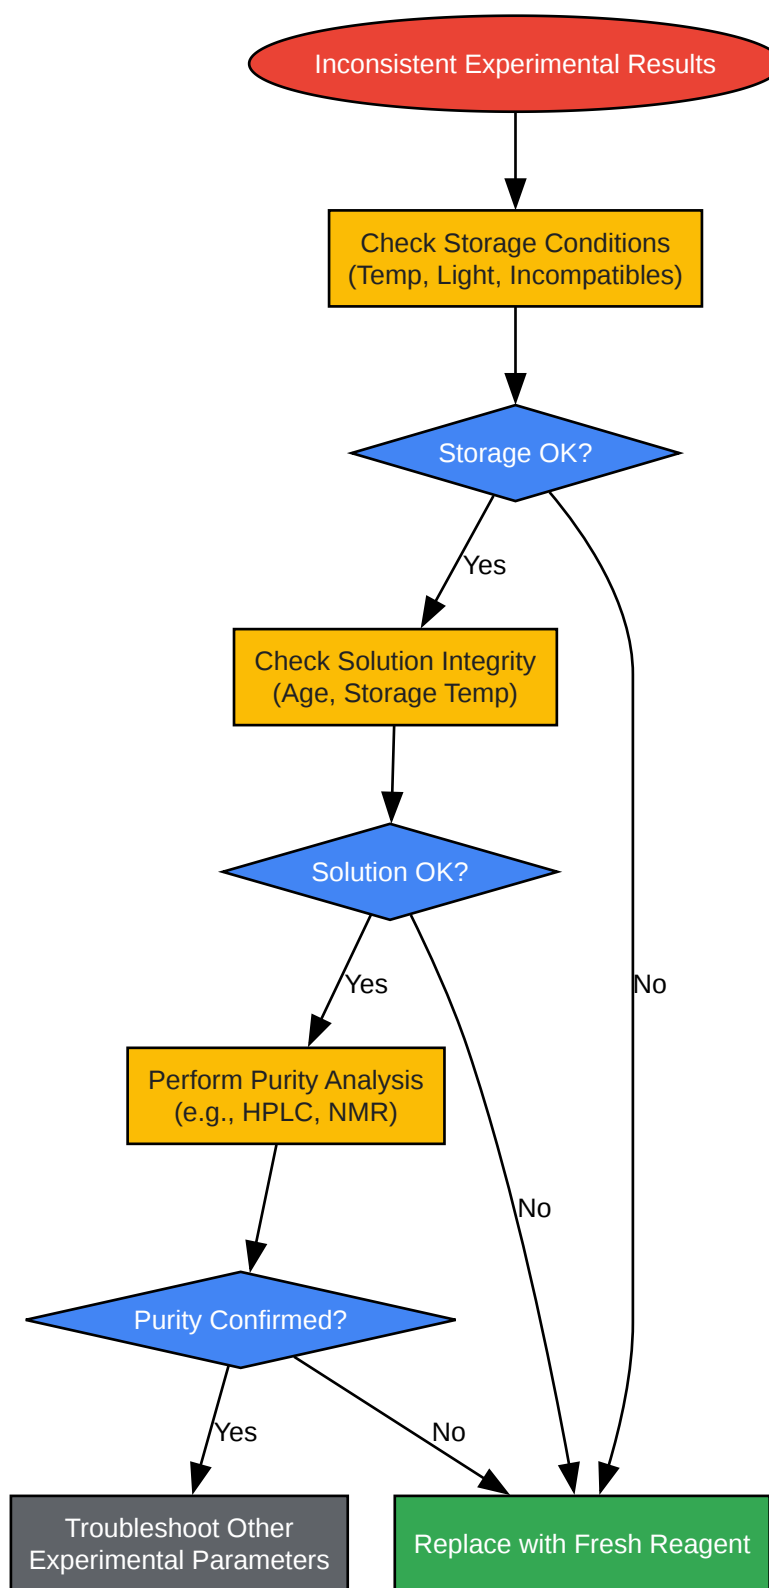 Inconsistent Experimental Results
Check Storage Conditions
(Temp, Light, Incompatibles)
Storage OK?
Yes
Check Solution Integrity
(Age, Storage Temp)
Solution OK?
Yes
No
Perform Purity Analysis
(e.g., HPLC, NMR)
No
Purity Confirmed?
Yes
No
Troubleshoot Other
Experimental Parameters
Replace with Fresh Reagent